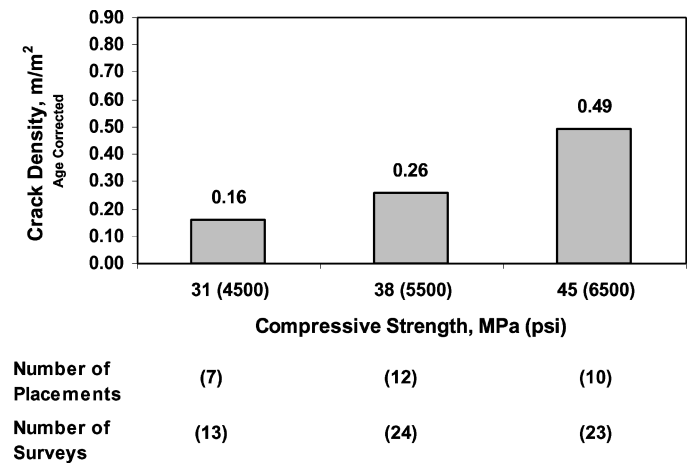 0.90
0.80
0.70
0.60
0.50
0.40
0.30
0.20
0.10
0.00
Crack Density, m/m²
Age Corrected
0.16
0.26
0.49
31 (4500) 38 (5500) 45 (6500)
Compressive Strength, MPa (psi)
Number of
Placements
(7) (12) (10)
Number of
Surveys
(13) (24) (23)